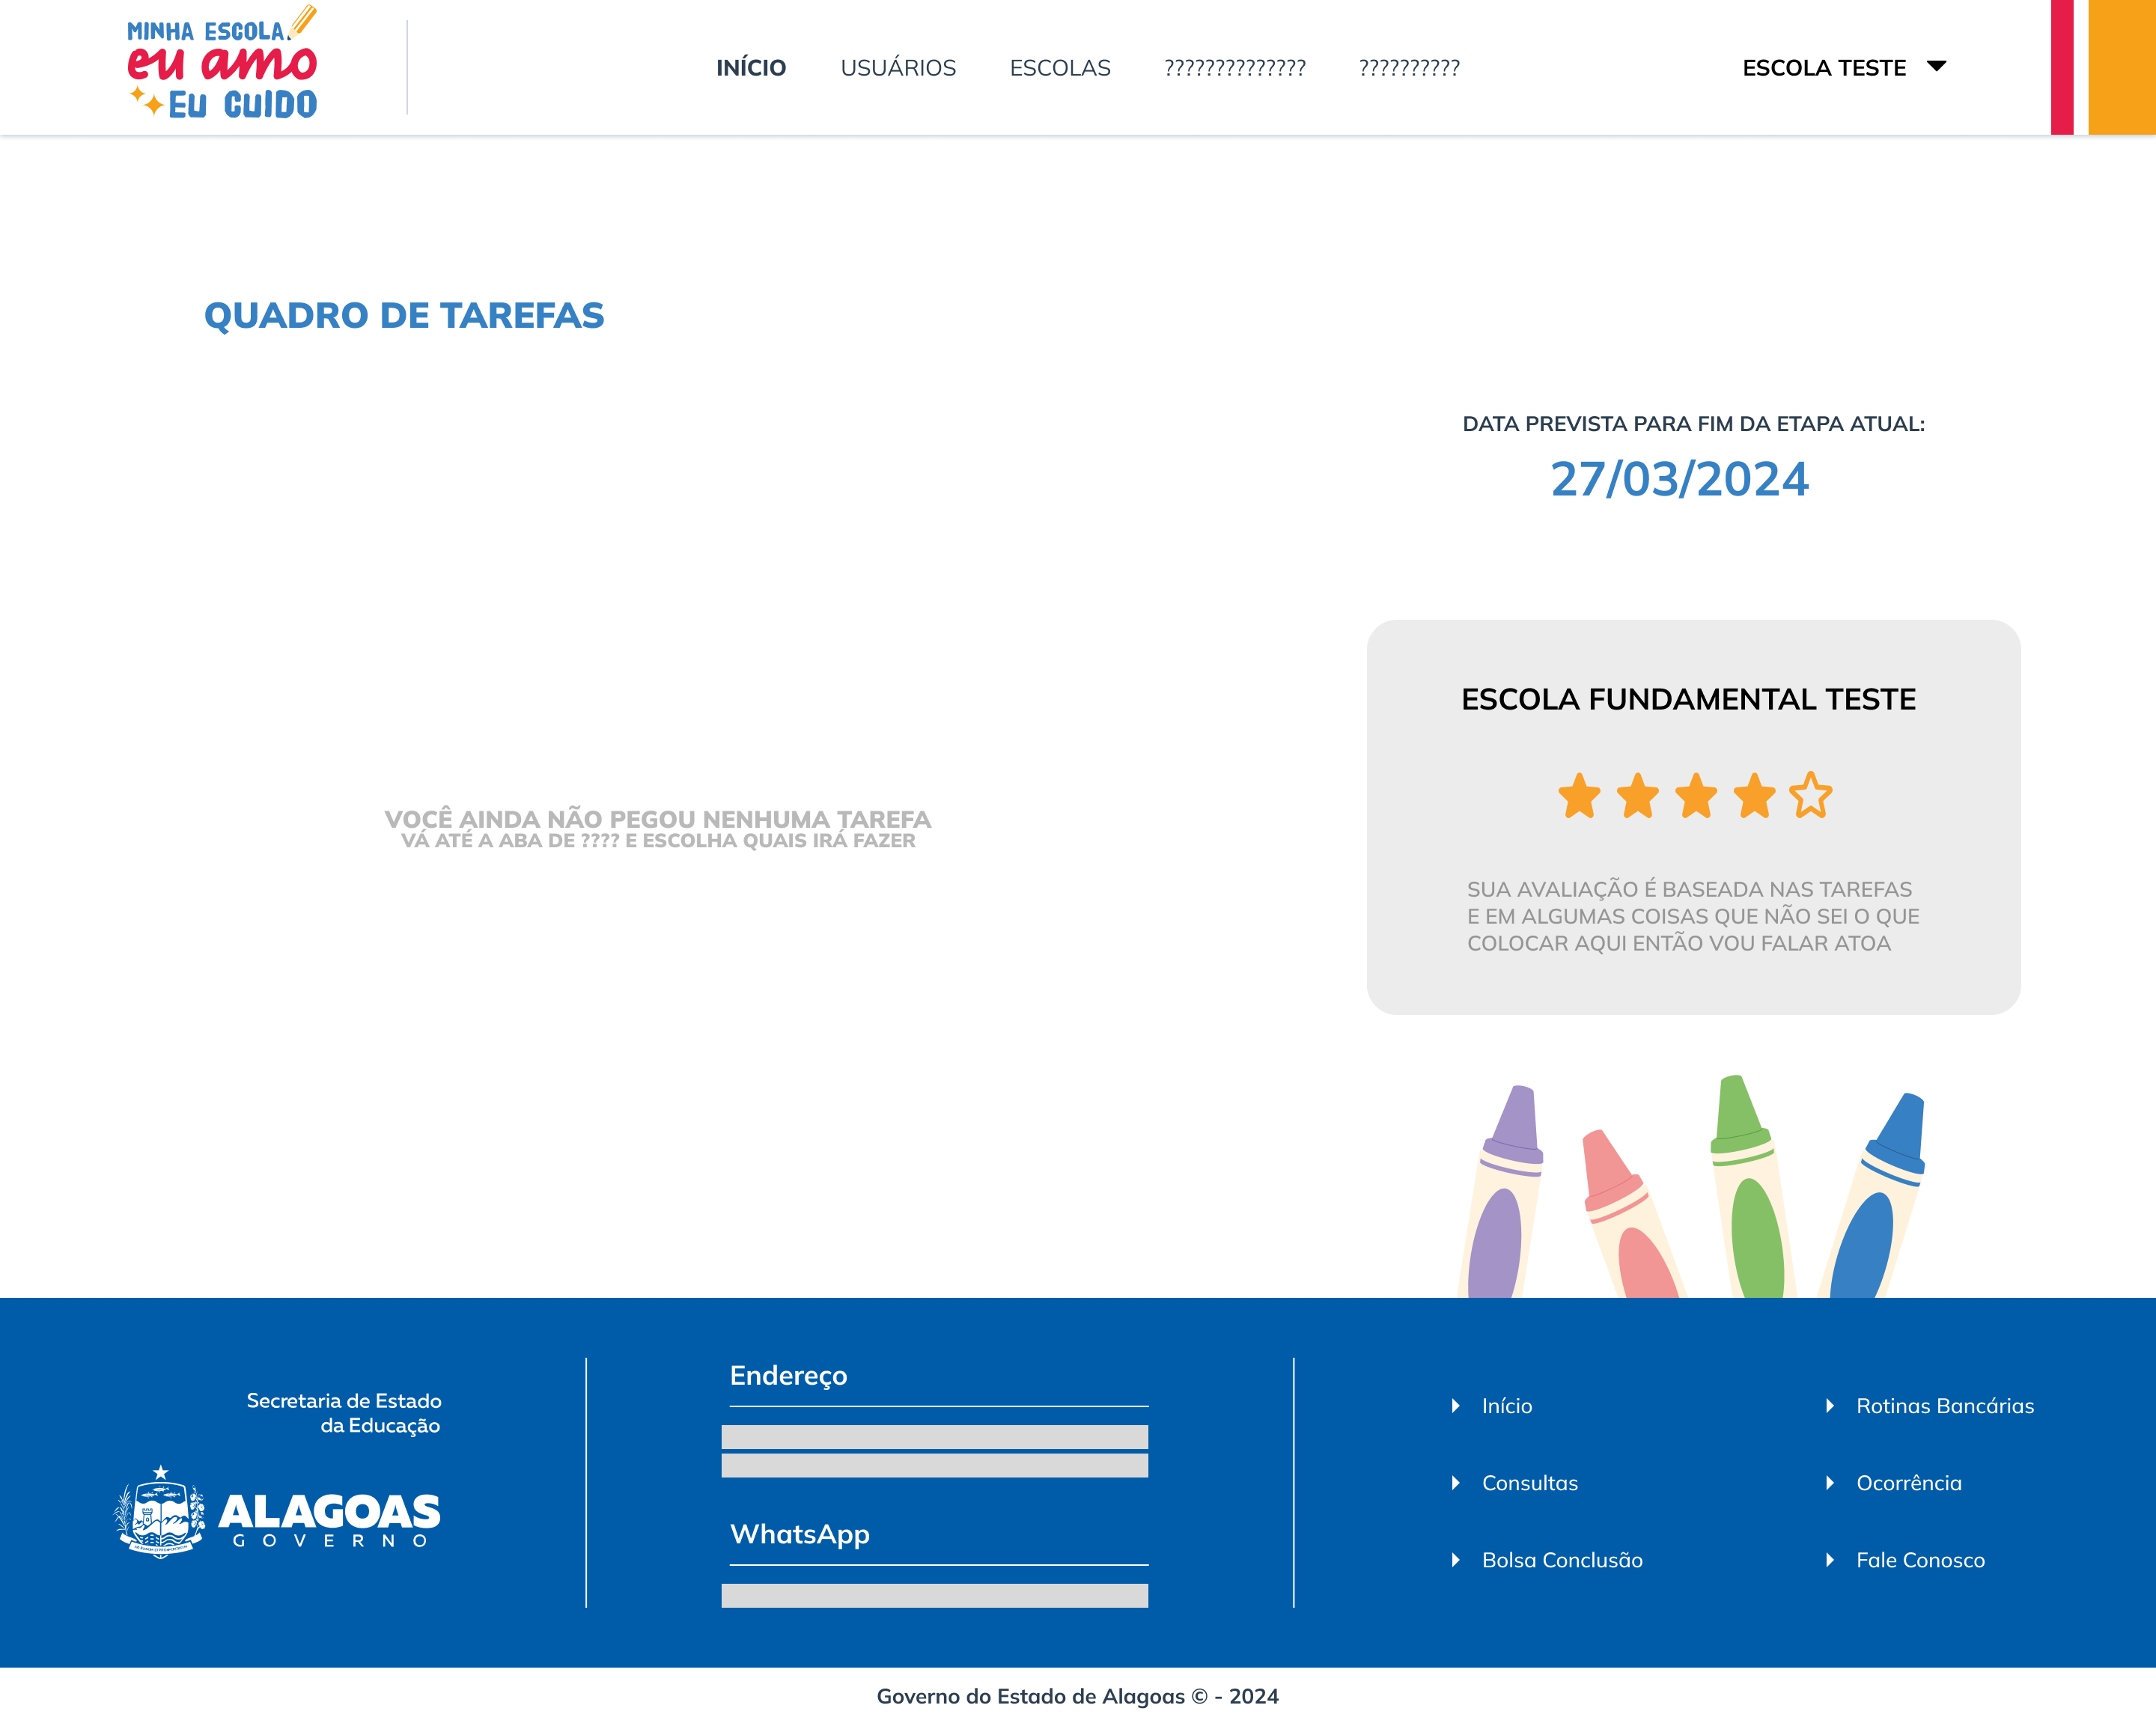 MINHA ESCOLA
eu amo
EU CUIDO
INÍCIO
USUÁRIOS
ESCOLAS
??????????????
??????????
ESCOLA TESTE
QUADRO DE TAREFAS
DATA PREVISTA PARA FIM DA ETAPA ATUAL:
27/03/2024
ESCOLA FUNDAMENTAL TESTE
VOCÊ AINDA NÃO PEGOU NENHUMA TAREFA
VÁ ATÉ A ABA DE ???? E ESCOLHA QUAIS IRÁ FAZER
SUA AVALIAÇÃO É BASEADA NAS TAREFAS
E EM ALGUMAS COISAS QUE NÃO SEI O QUE
COLOCAR AQUI ENTÃO VOU FALAR ATOA
Secretaria de Estado
da Educação
ALAGOAS
GOVERNO
Endereço
WhatsApp
Início
Consultas
Bolsa Conclusão
Rotinas Bancárias
Ocorrência
Fale Conosco
Governo do Estado de Alagoas © - 2024